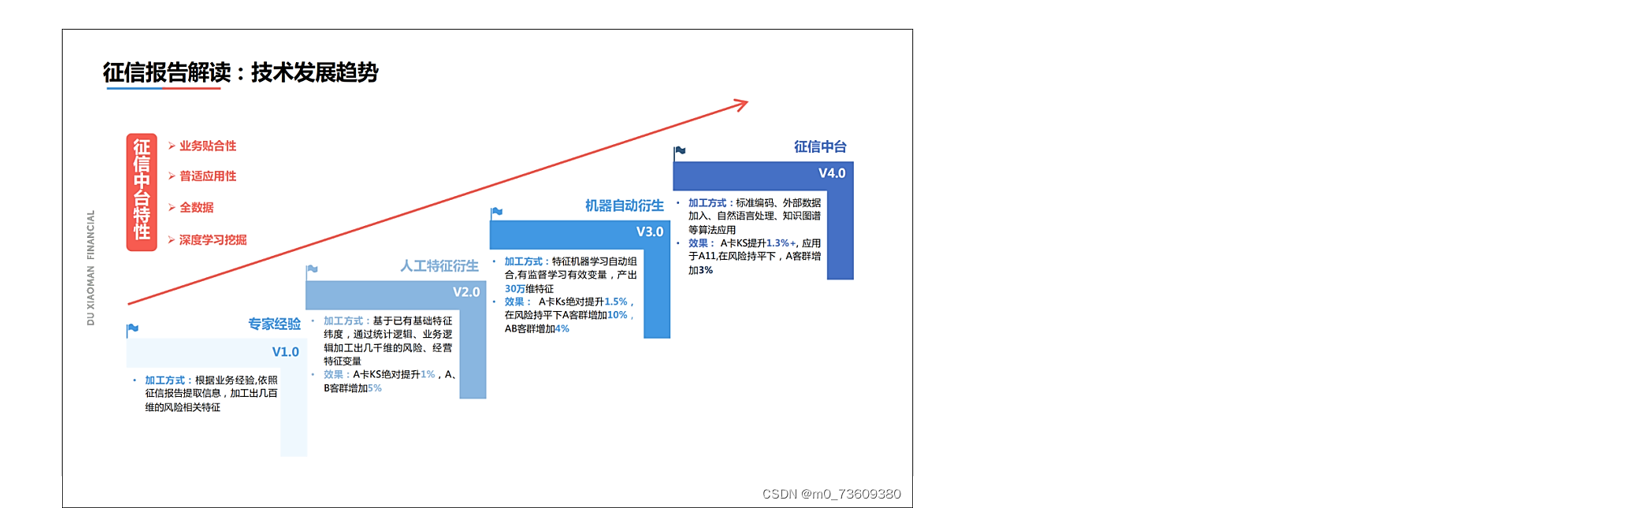 征信报告解读：技术发展趋势
征信中台特性
➢ 业务贴合性
➢ 普适应用性
➢ 全数据
➢ 深度学习挖掘
DU XIAOMAN FINANCIAL
专家经验
V1.0
• 加工方式：根据业务经验,依照
征信报告提取信息，加工出几百
维的风险相关特征
人工特征衍生
V2.0
• 加工方式：基于已有基础特征
纬度，通过统计逻辑、业务逻
辑加工出几千维的风险、经营
特征变量
• 效果：A卡KS绝对提升1%，A、
B客群增加5%
机器自动衍生
V3.0
• 加工方式：特征机器学习自动组
合,有监督学习有效变量，产出
30万维特征
• 效果： A卡Ks绝对提升1.5%，
在风险持平下A客群增加10%，
AB客群增加4%
征信中台
V4.0
• 加工方式：标准编码、外部数据
加入、自然语言处理、知识图谱
等算法应用
• 效果： A卡KS提升1.3%+, 应用
于A11,在风险持平下，A客群增
加3%
CSDN @m0_73609380